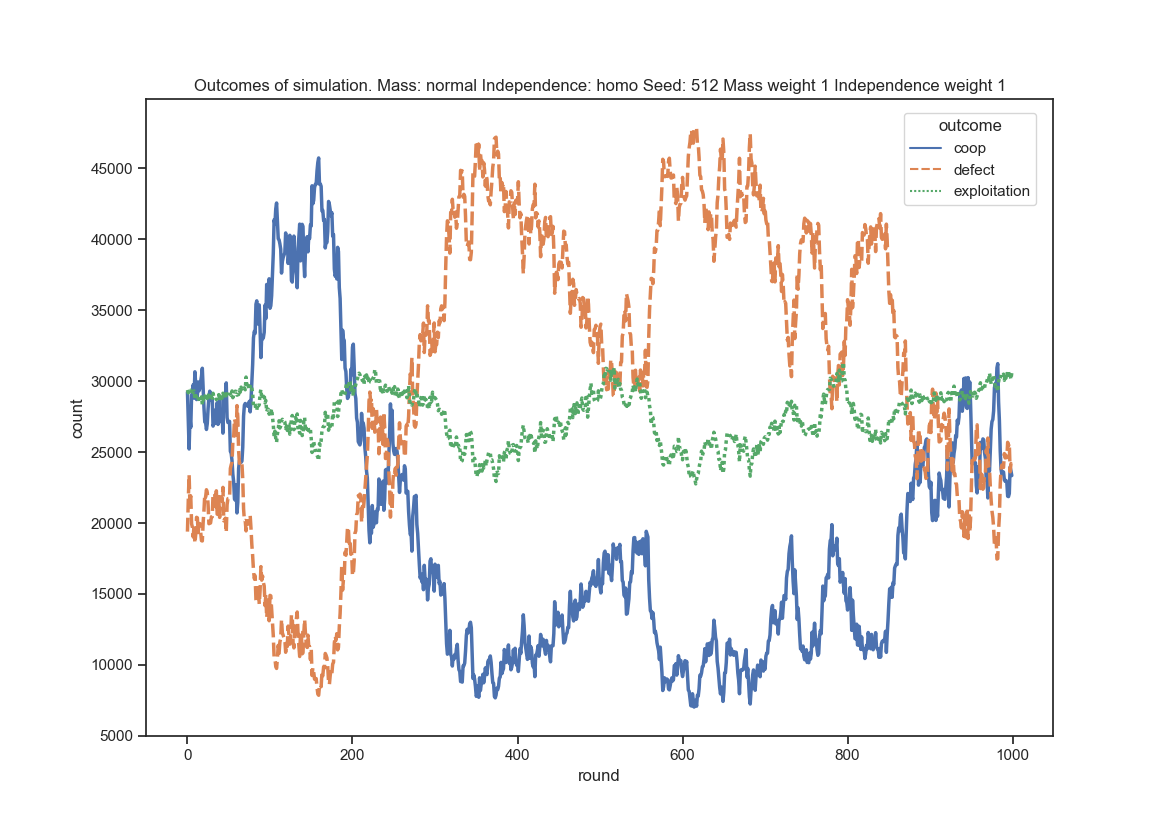 Outcomes of simulation. Mass: normal Independence: homo Seed: 512 Mass weight 1 Independence weight 1
outcome
coop
defect
exploitation
count
45000
40000
35000
30000
25000
20000
15000
10000
5000
0 200 400 600 800 1000
round